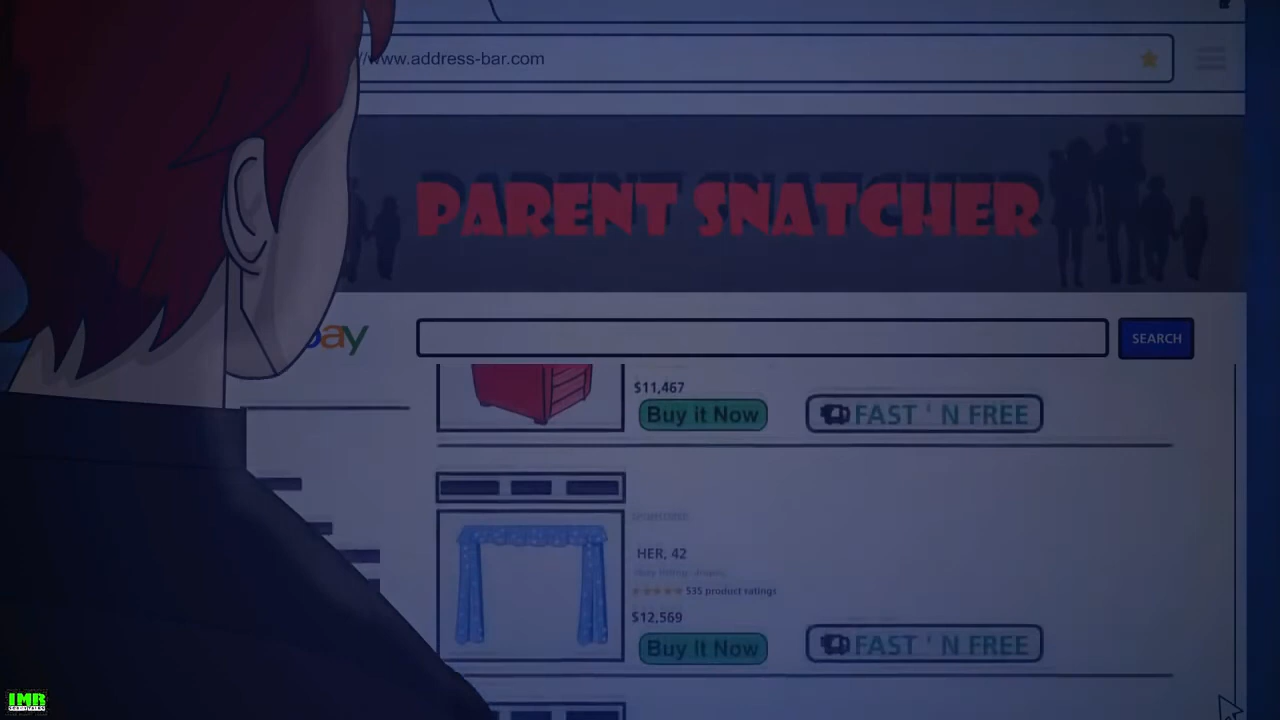 //www.address-bar.com
PARENT SNATCHER
bay
SEARCH
$11,467
Buy it Now
FAST ' N FREE
HER, 42
535 product ratings
$12,569
Buy It Now
FAST ' N FREE
IMR